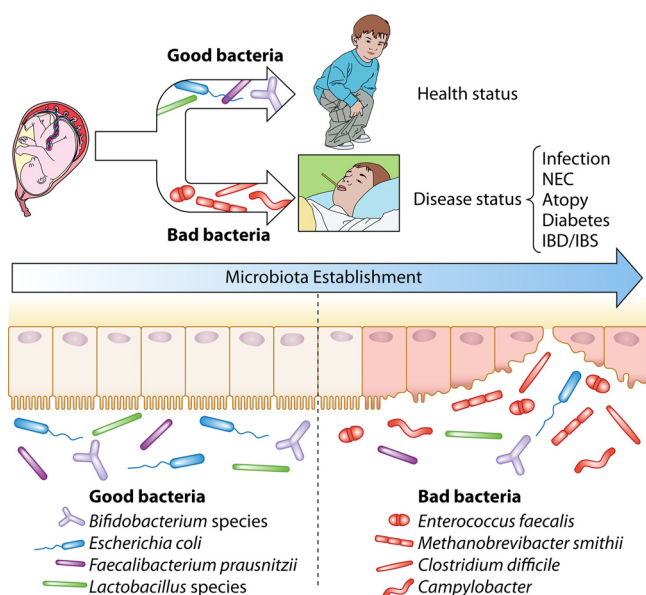 Good bacteria
Health status
Bad bacteria
Disease status
Infection
NEC
Atopy
Diabetes
IBD/IBS
Microbiota Establishment
Good bacteria
Bifidobacterium species
Escherichia coli
Faecalibacterium prausnitzii
Lactobacillus species
Bad bacteria
Enterococcus faecalis
Methanobrevibacter smithii
Clostridium difficile
Campylobacter